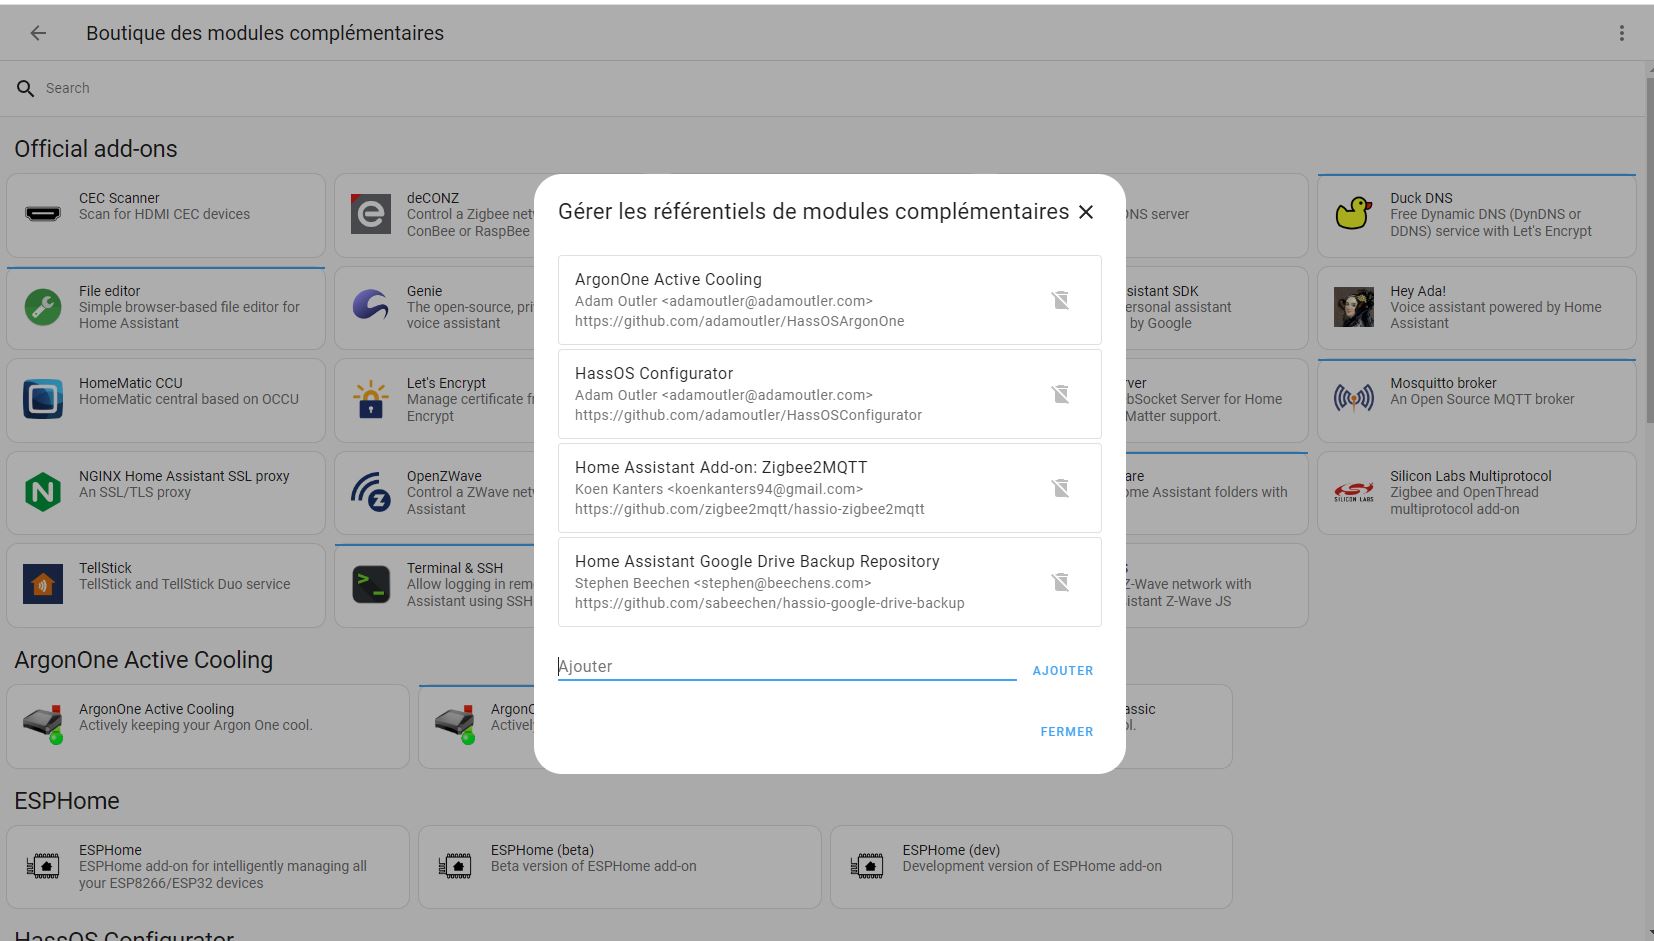 Boutique des modules complémentaires
Search
Official add-ons
CEC Scanner
Scan for HDMI CEC devices
deCONZ
Control a Zigbee
ConBee or RaspBee
NS server
Duck DNS
Free Dynamic DNS (DynDNS or
DDNS) service with Let's Encrypt
File editor
Simple browser-based file editor for
Home Assistant
Genie
The open-source,
voice assistant
sistant SDK
ersonal assistant
by Google
Hey Ada!
Voice assistant powered by Home
Assistant
HomeMatic CCU
HomeMatic central based on OCCU
Let's Encrypt
Manage certificate
Encrypt
rver
bSocket Server for Home
Matter support.
Mosquitto broker
An Open Source MQTT broker
NGINX Home Assistant SSL proxy
An SSL/TLS proxy
OpenZWave
Control a ZWave
Assistant
are
ome Assistant folders with
Silicon Labs Multiprotocol
Zigbee and OpenThread
multiprotocol add-on
SILICON LABS
TellStick
TellStick and TellStick Duo service
Terminal & SSH
Allow logging in rem
Assistant using SSH
Z-Wave network with
istant Z-Wave JS
Gérer les référentiels de modules complémentaires
ArgonOne Active Cooling
Adam Outler <adamoutler@adamoutler.com>
https://github.com/adamoutler/HassOSArgonOne
HassOS Configurator
Adam Outler <adamoutler@adamoutler.com>
https://github.com/adamoutler/HassOSConfigurator
Home Assistant Add-on: Zigbee2MQTT
Koen Kanters <koenkanters94@gmail.com>
https://github.com/zigbee2mqtt/hassio-zigbee2mqtt
Home Assistant Google Drive Backup Repository
Stephen Beechen <stephen@beechens.com>
https://github.com/sabeechen/hassio-google-drive-backup
Ajouter
AJOUTER
FERMER
ArgonOne Active Cooling
ArgonOne Active Cooling
Actively keeping your Argon One cool.
Argon
Actively
assic
ol.
ESPHome
ESPHome
ESPHome add-on for intelligently managing all
your ESP8266/ESP32 devices
ESPHome (beta)
Beta version of ESPHome add-on
ESPHome (dev)
Development version of ESPHome add-on
HassOS Configurator